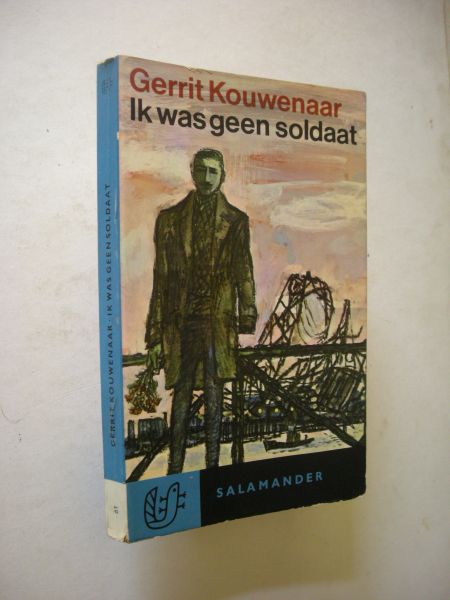 Gerrit Kouwenaar
Ik was geen soldaat
SALAMANDER
GERRIT KOUWENAAR · IK WAS GEEN SOLDAAT